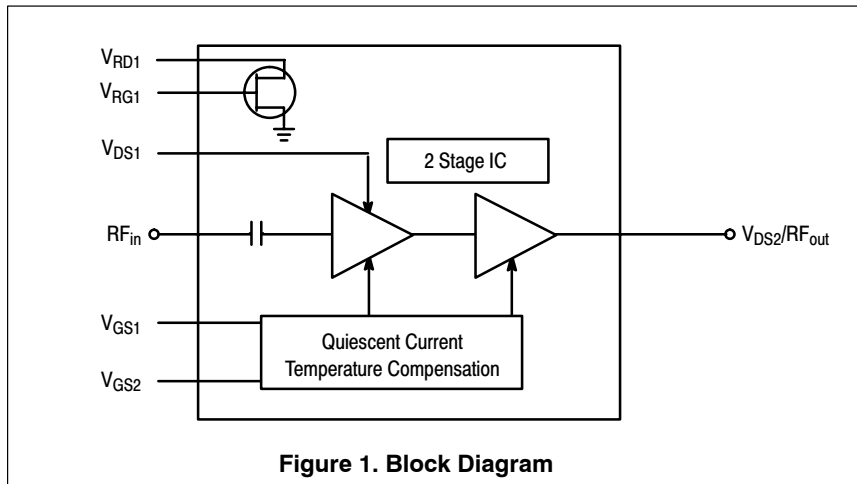 V_RD1
V_RG1
V_DS1
2 Stage IC
RF_in
V_DS2/RF_out
V_GS1
Quiescent Current
Temperature Compensation
V_GS2
Figure 1. Block Diagram